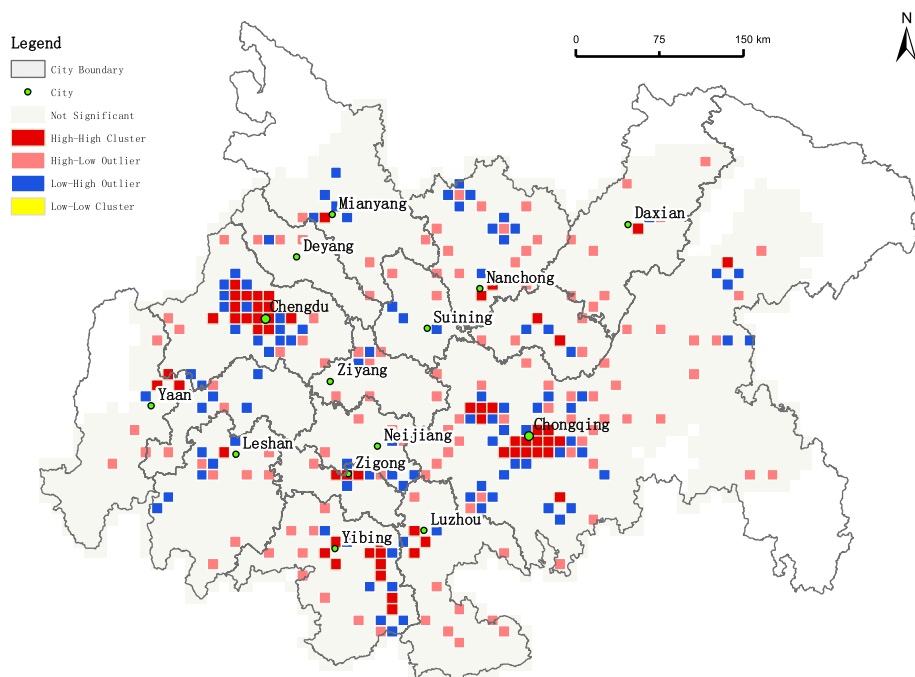 N
0 75 150 km
Legend
City Boundary
City
Not Significant
High-High Cluster
High-Low Outlier
Low-High Outlier
Low-Low Cluster
Mianyang
Daxian
Deyang
Nanchong
Chengdu
Suining
Ziyang
Yaan
Chongqing
Neijiang
Leshan
Zigong
Luzhou
Yibing